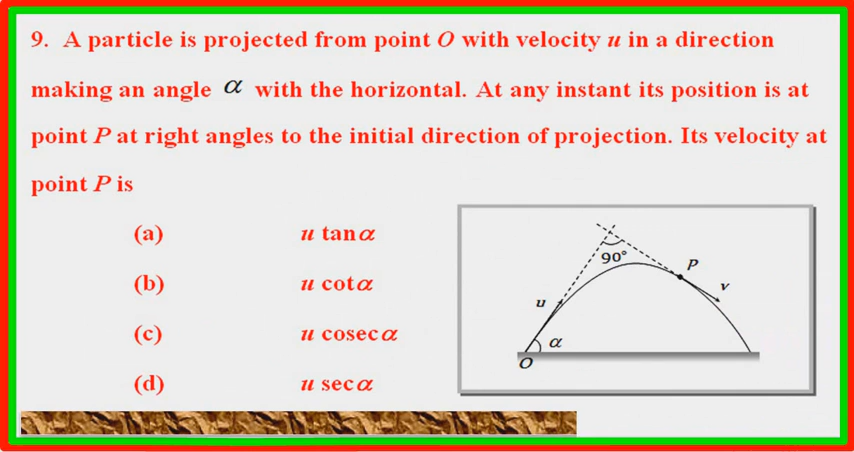 9. A particle is projected from point O with velocity u in a direction
making an angle α with the horizontal. At any instant its position is at
point P at right angles to the initial direction of projection. Its velocity at
point P is
(a) u tanα
(b) u cotα
(c) u cosecα
(d) u secα
90°
P
u
v
α
O